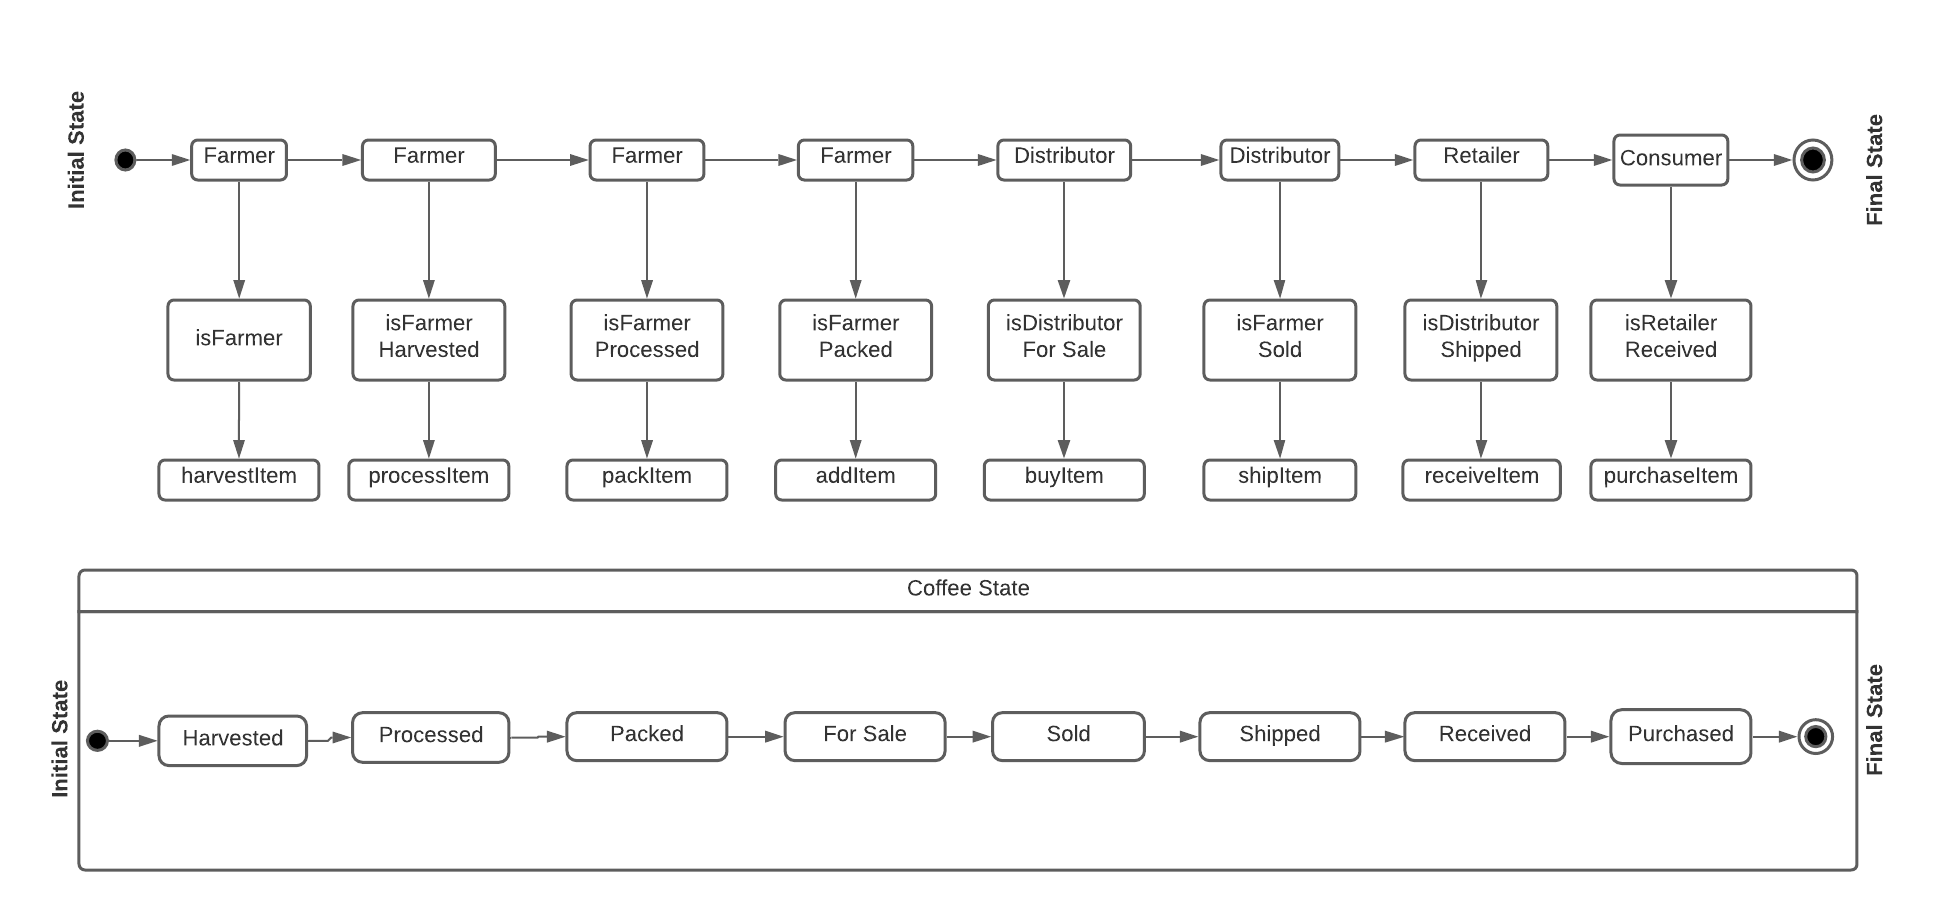 Initial State
Farmer
Farmer
Farmer
Farmer
Distributor
Distributor
Retailer
Consumer
Final State
isFarmer
isFarmer
Harvested
isFarmer
Processed
isFarmer
Packed
isDistributor
For Sale
isFarmer
Sold
isDistributor
Shipped
isRetailer
Received
harvestItem
processItem
packItem
addItem
buyItem
shipItem
receiveItem
purchaseItem
Coffee State
Initial State
Harvested
Processed
Packed
For Sale
Sold
Shipped
Received
Purchased
Final State